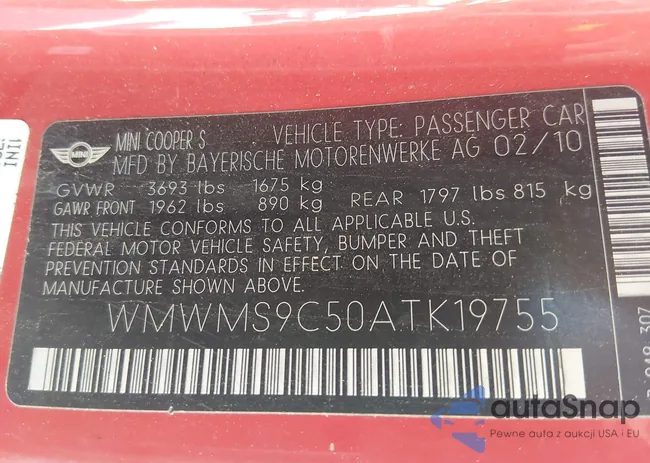 MINI COOPER S VEHICLE TYPE: PASSENGER CAR
MINI
MFD BY BAYERISCHE MOTORENWERKE AG 02/10
GVWR 3693 lbs 1675 kg
GAWR FRONT 1962 lbs 890 kg REAR 1797 lbs 815 kg
THIS VEHICLE CONFORMS TO ALL APPLICABLE U.S.
FEDERAL MOTOR VEHICLE SAFETY, BUMPER AND THEFT
PREVENTION STANDARDS IN EFFECT ON THE DATE OF
MANUFACTURE SHOWN ABOVE.
WMWMS9C50ATK19755
autaSnap
Pewne auta z aukcji USA i EU